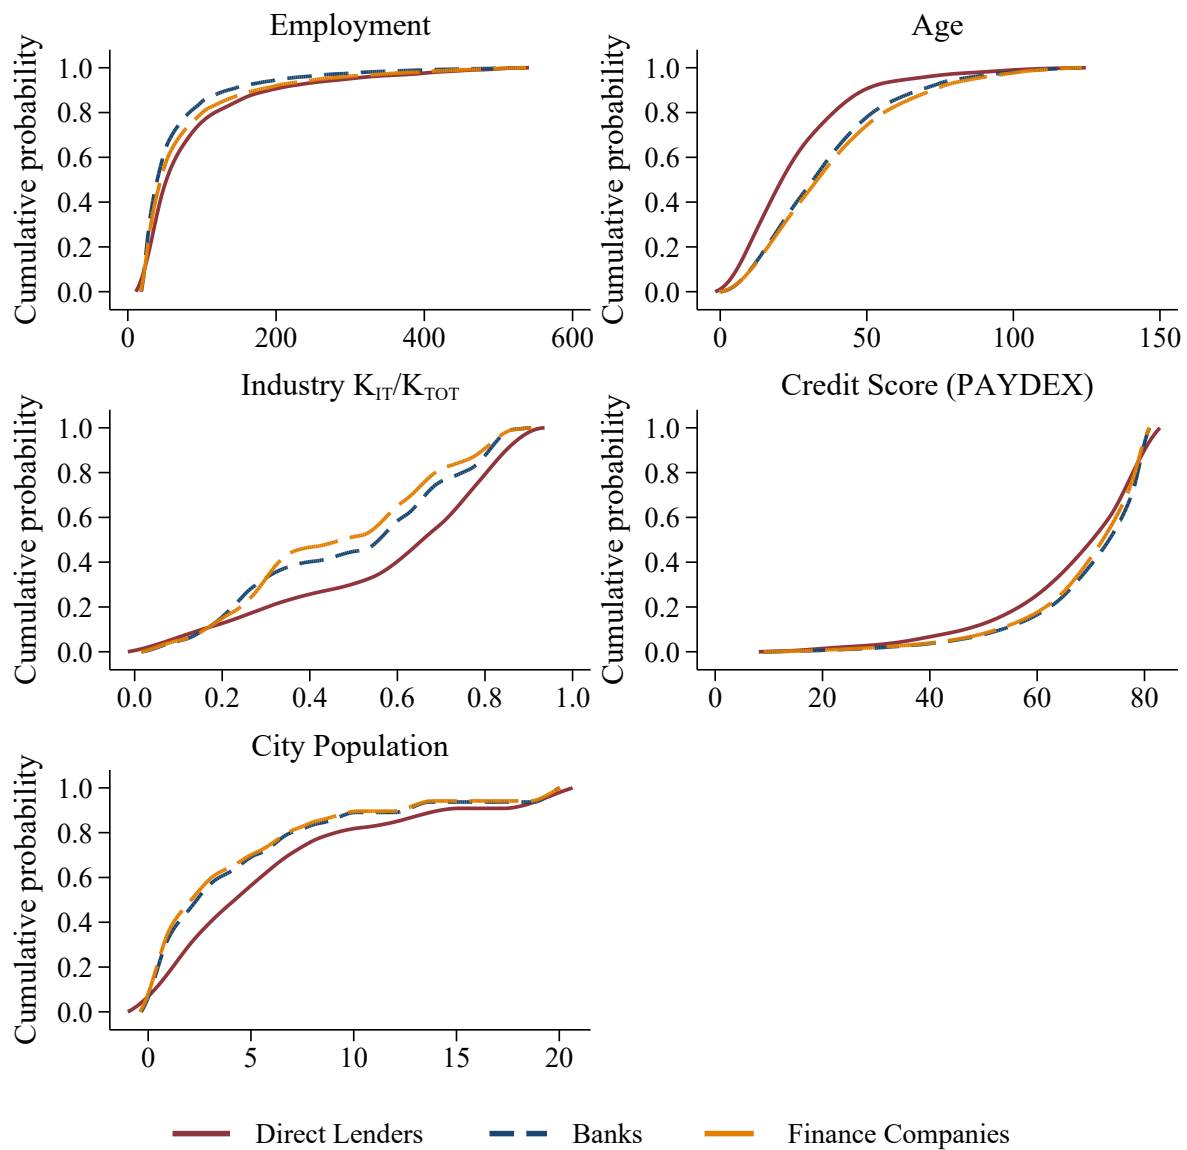 Employment
Cumulative probability
1.0
0.8
0.6
0.4
0.2
0.0
0 200 400 600
Age
Cumulative probability
1.0
0.8
0.6
0.4
0.2
0.0
0 50 100 150
Industry K_IT/K_TOT
Cumulative probability
1.0
0.8
0.6
0.4
0.2
0.0
0.0 0.2 0.4 0.6 0.8 1.0
Credit Score (PAYDEX)
Cumulative probability
1.0
0.8
0.6
0.4
0.2
0.0
0 20 40 60 80
City Population
Cumulative probability
1.0
0.8
0.6
0.4
0.2
0.0
0 5 10 15 20
Direct Lenders Banks Finance Companies